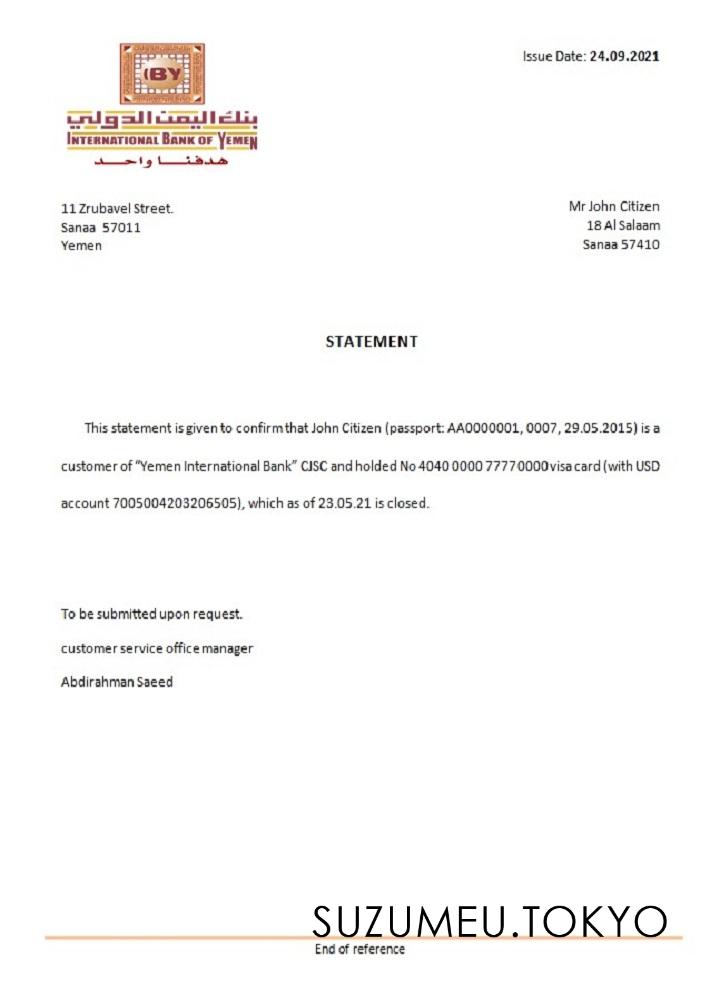 Issue Date: 24.09.2021
IBY
بنك اليمن الدولي
INTERNATIONAL BANK OF YEMEN
هدفنا واحد
11 Zrubavel Street.
Sanaa 57011
Yemen
Mr John Citizen
18 Al Salaam
Sanaa 57410
STATEMENT
This statement is given to confirm that John Citizen (passport: AA0000001, 0007, 29.05.2015) is a
customer of “Yemen International Bank” CJSC and holded No 4040 0000 7777 0000 visa card (with USD
account 7005004203206505), which as of 23.05.21 is closed.
To be submitted upon request.
customer service office manager
Abdirahman Saeed
SUZUMEU.TOKYO
End of reference